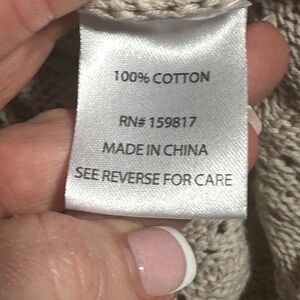 100% COTTON
RN# 159817
MADE IN CHINA
SEE REVERSE FOR CARE